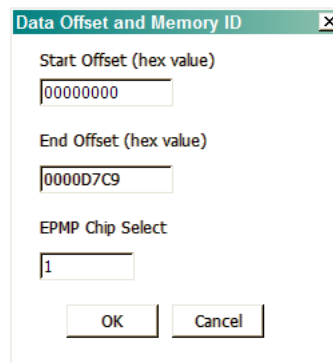 Data Offset and Memory ID
Start Offset (hex value)
00000000
End Offset (hex value)
0000D7C9
EPMP Chip Select
1
OK Cancel